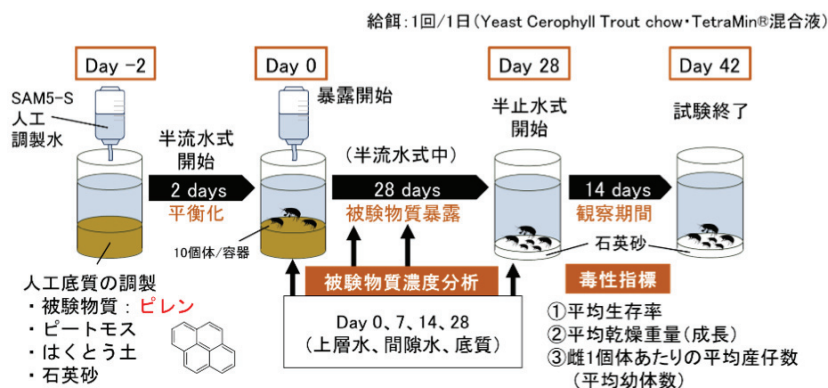 給餌：1回/1日（Yeast Cerophyll Trout chow・TetraMin®混合液）
Day −2
Day 0
Day 28
Day 42
SAM5-S
人工
調製水
半流水式
開始
2 days
平衡化
暴露開始
（半流水式中）
28 days
被験物質暴露
半止水式
開始
14 days
観察期間
試験終了
10個体/容器
石英砂
人工底質の調製
・被験物質：ピレン
・ピートモス
・はくとう土
・石英砂
被験物質濃度分析
Day 0、7、14、28
（上層水、間隙水、底質）
毒性指標
①平均生存率
②平均乾燥重量（成長）
③雌1個体あたりの平均産仔数
（平均幼体数）